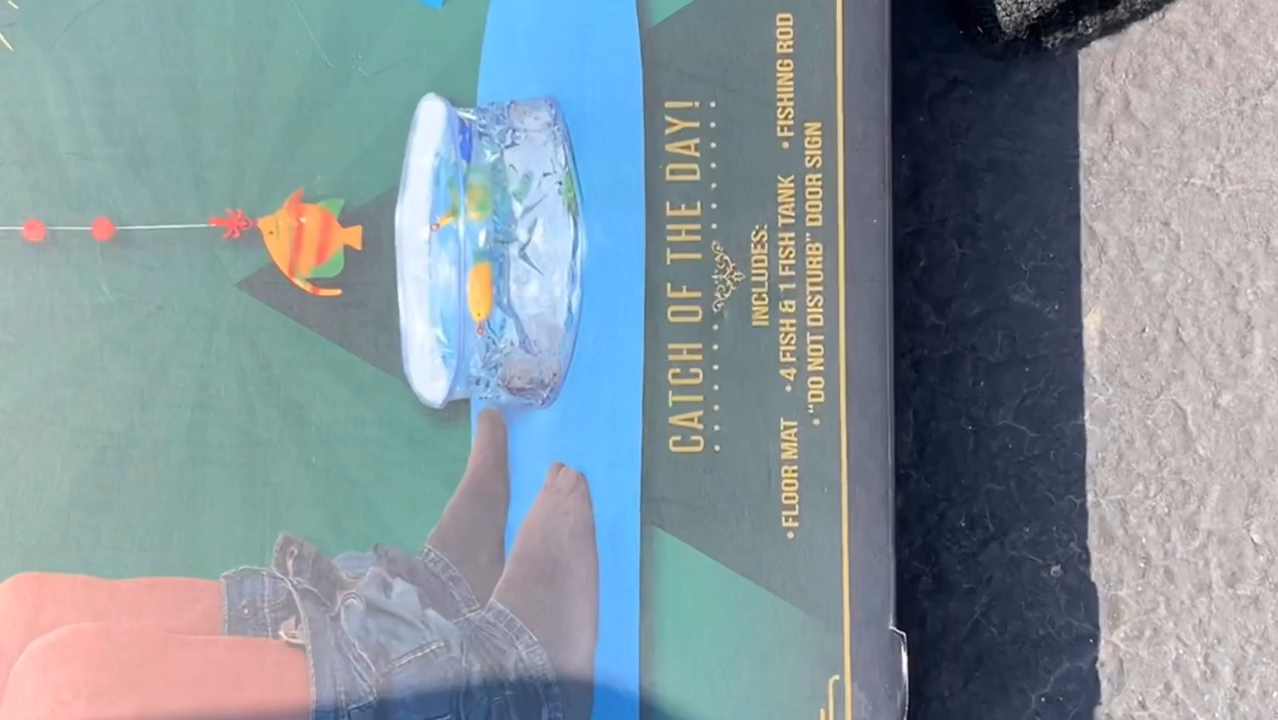 CATCH OF THE DAY!
INCLUDES:
• FLOOR MAT • 4 FISH & 1 FISH TANK • FISHING ROD
• "DO NOT DISTURB" DOOR SIGN